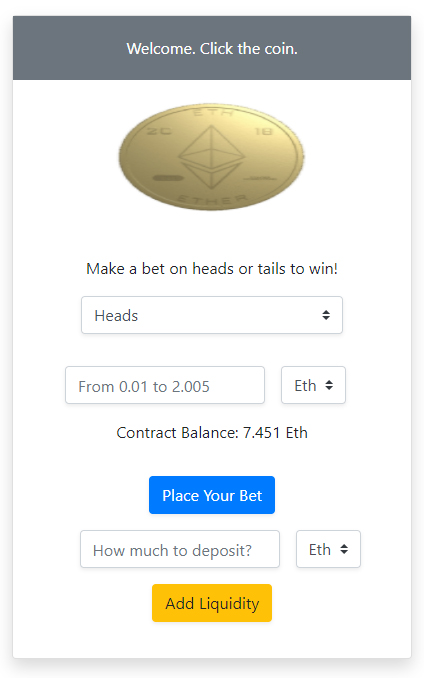 Welcome. Click the coin.
ETH
20 18
ETHER
Make a bet on heads or tails to win!
Heads
From 0.01 to 2.005 Eth
Contract Balance: 7.451 Eth
Place Your Bet
How much to deposit? Eth
Add Liquidity